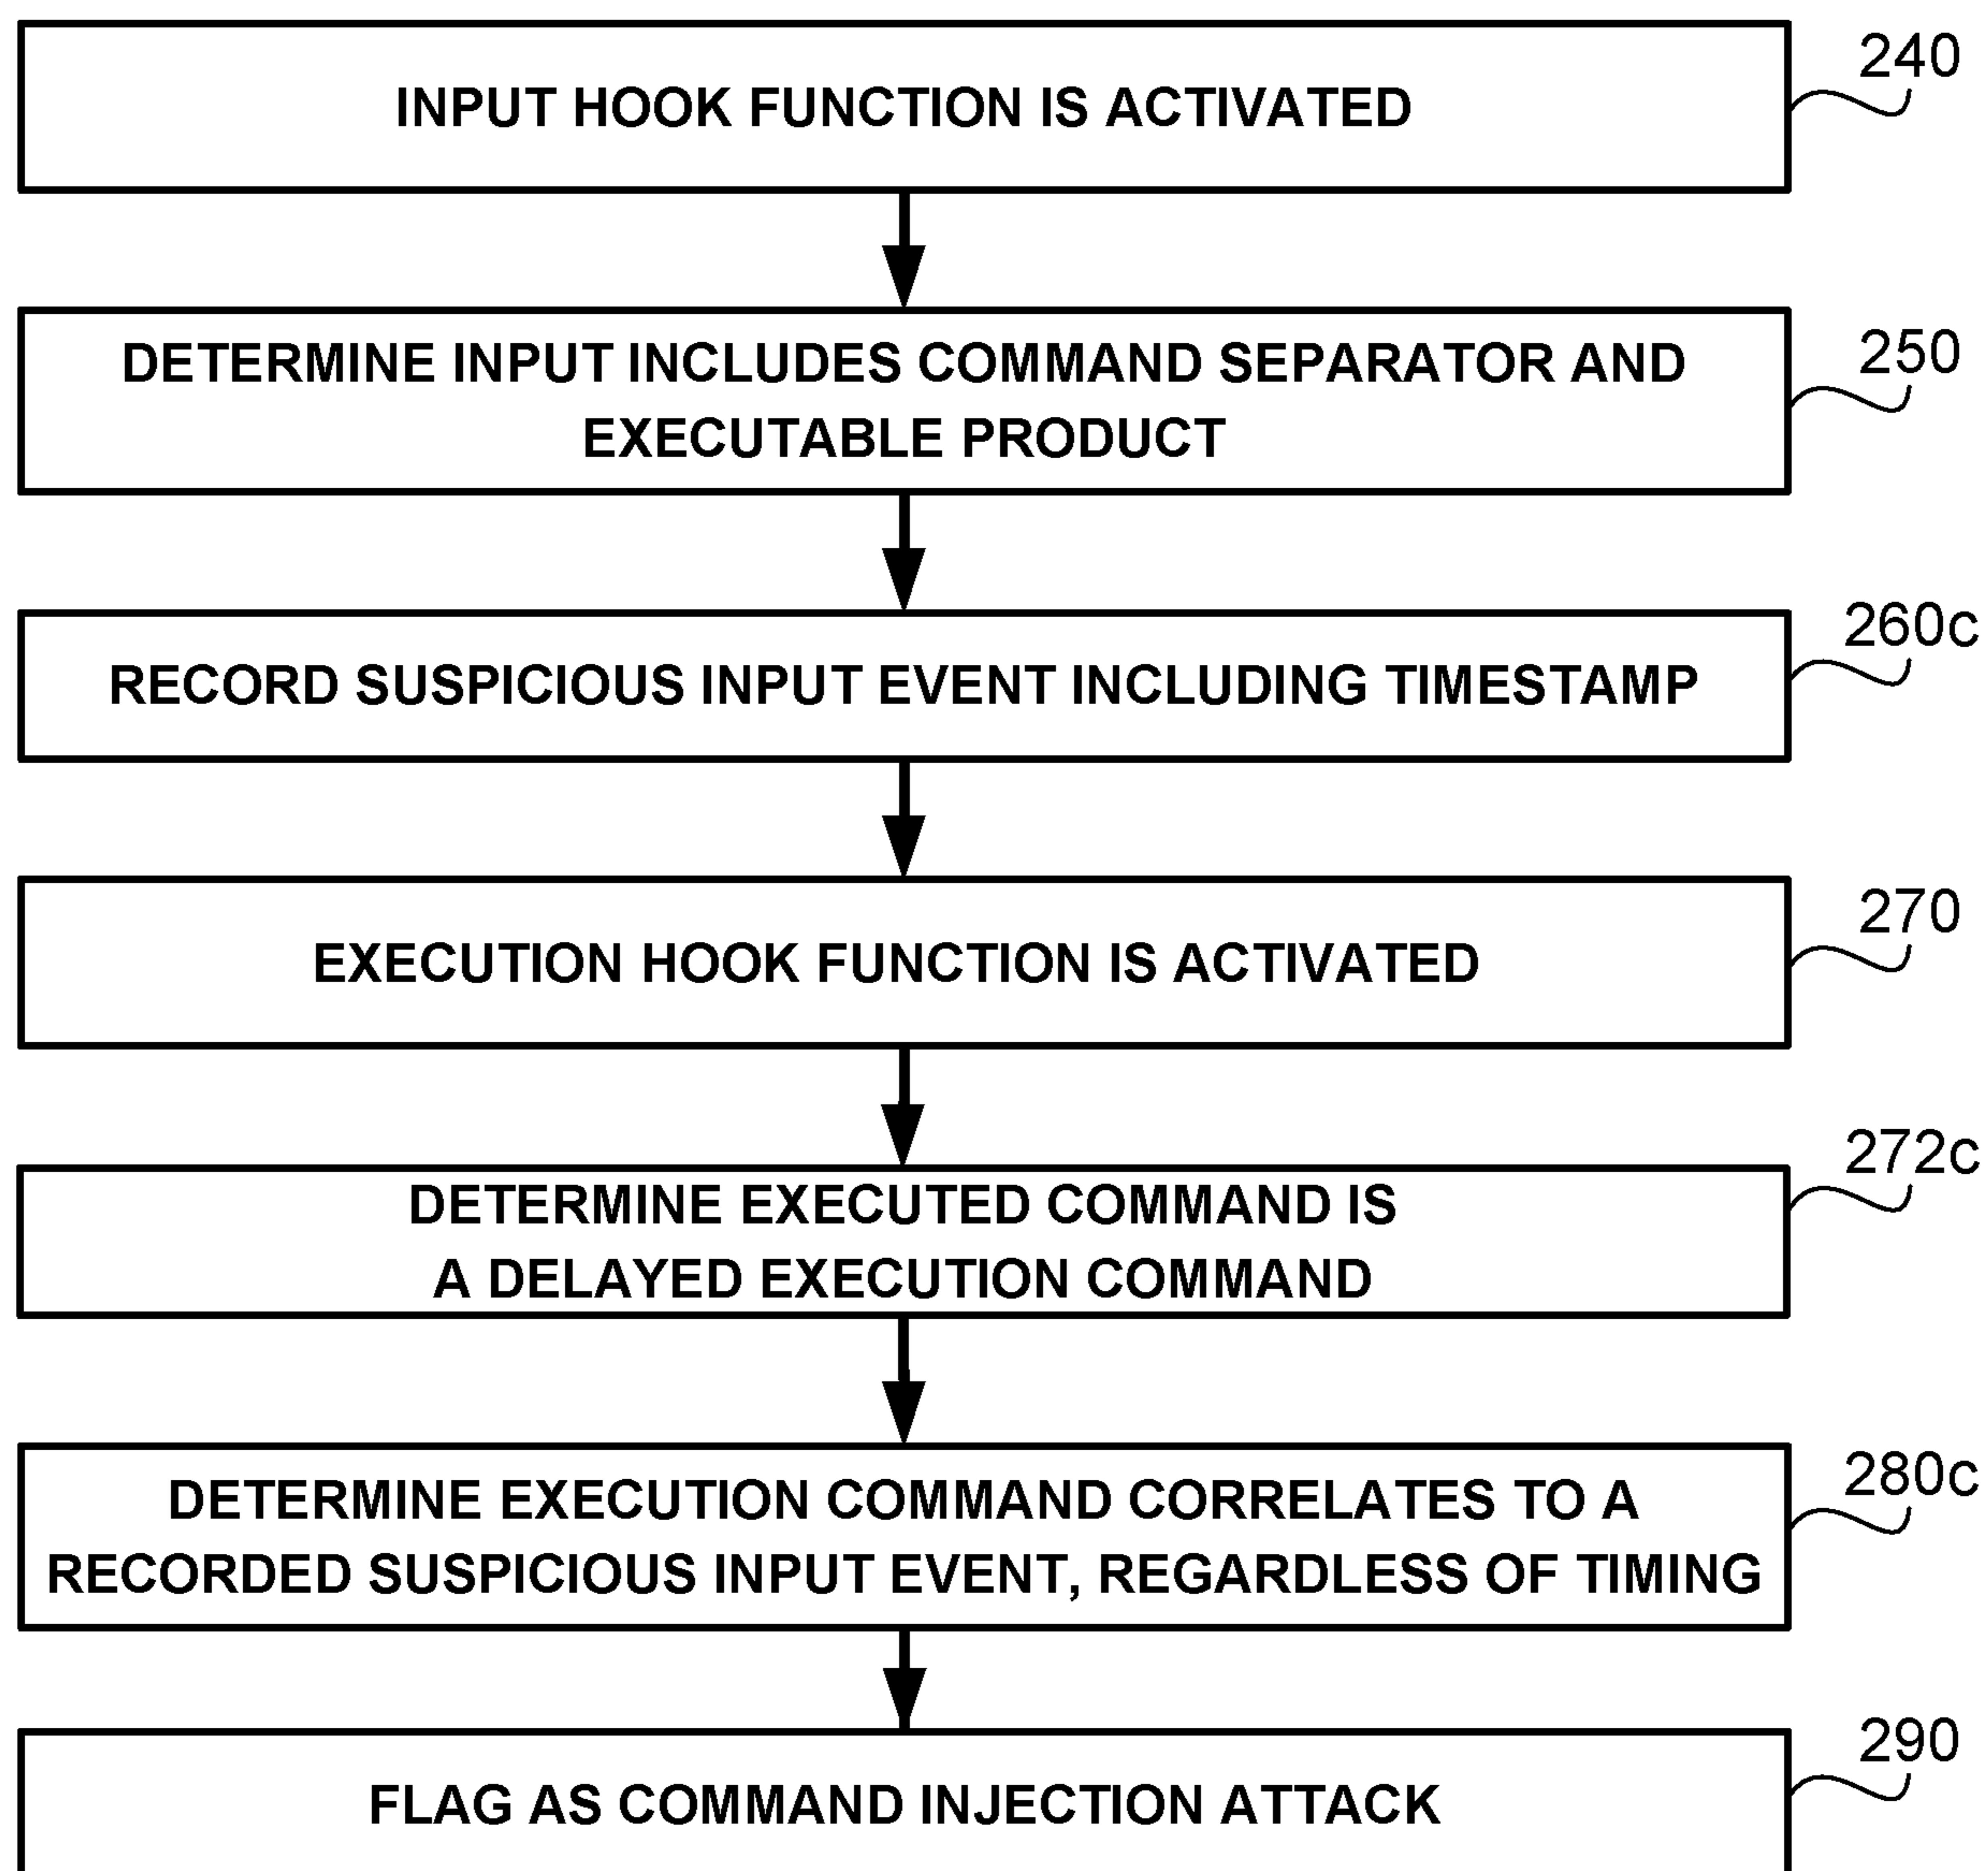 INPUT HOOK FUNCTION IS ACTIVATED
240
DETERMINE INPUT INCLUDES COMMAND SEPARATOR AND
EXECUTABLE PRODUCT
250
RECORD SUSPICIOUS INPUT EVENT INCLUDING TIMESTAMP
260c
EXECUTION HOOK FUNCTION IS ACTIVATED
270
DETERMINE EXECUTED COMMAND IS
A DELAYED EXECUTION COMMAND
272c
DETERMINE EXECUTION COMMAND CORRELATES TO A
RECORDED SUSPICIOUS INPUT EVENT, REGARDLESS OF TIMING
280c
FLAG AS COMMAND INJECTION ATTACK
290